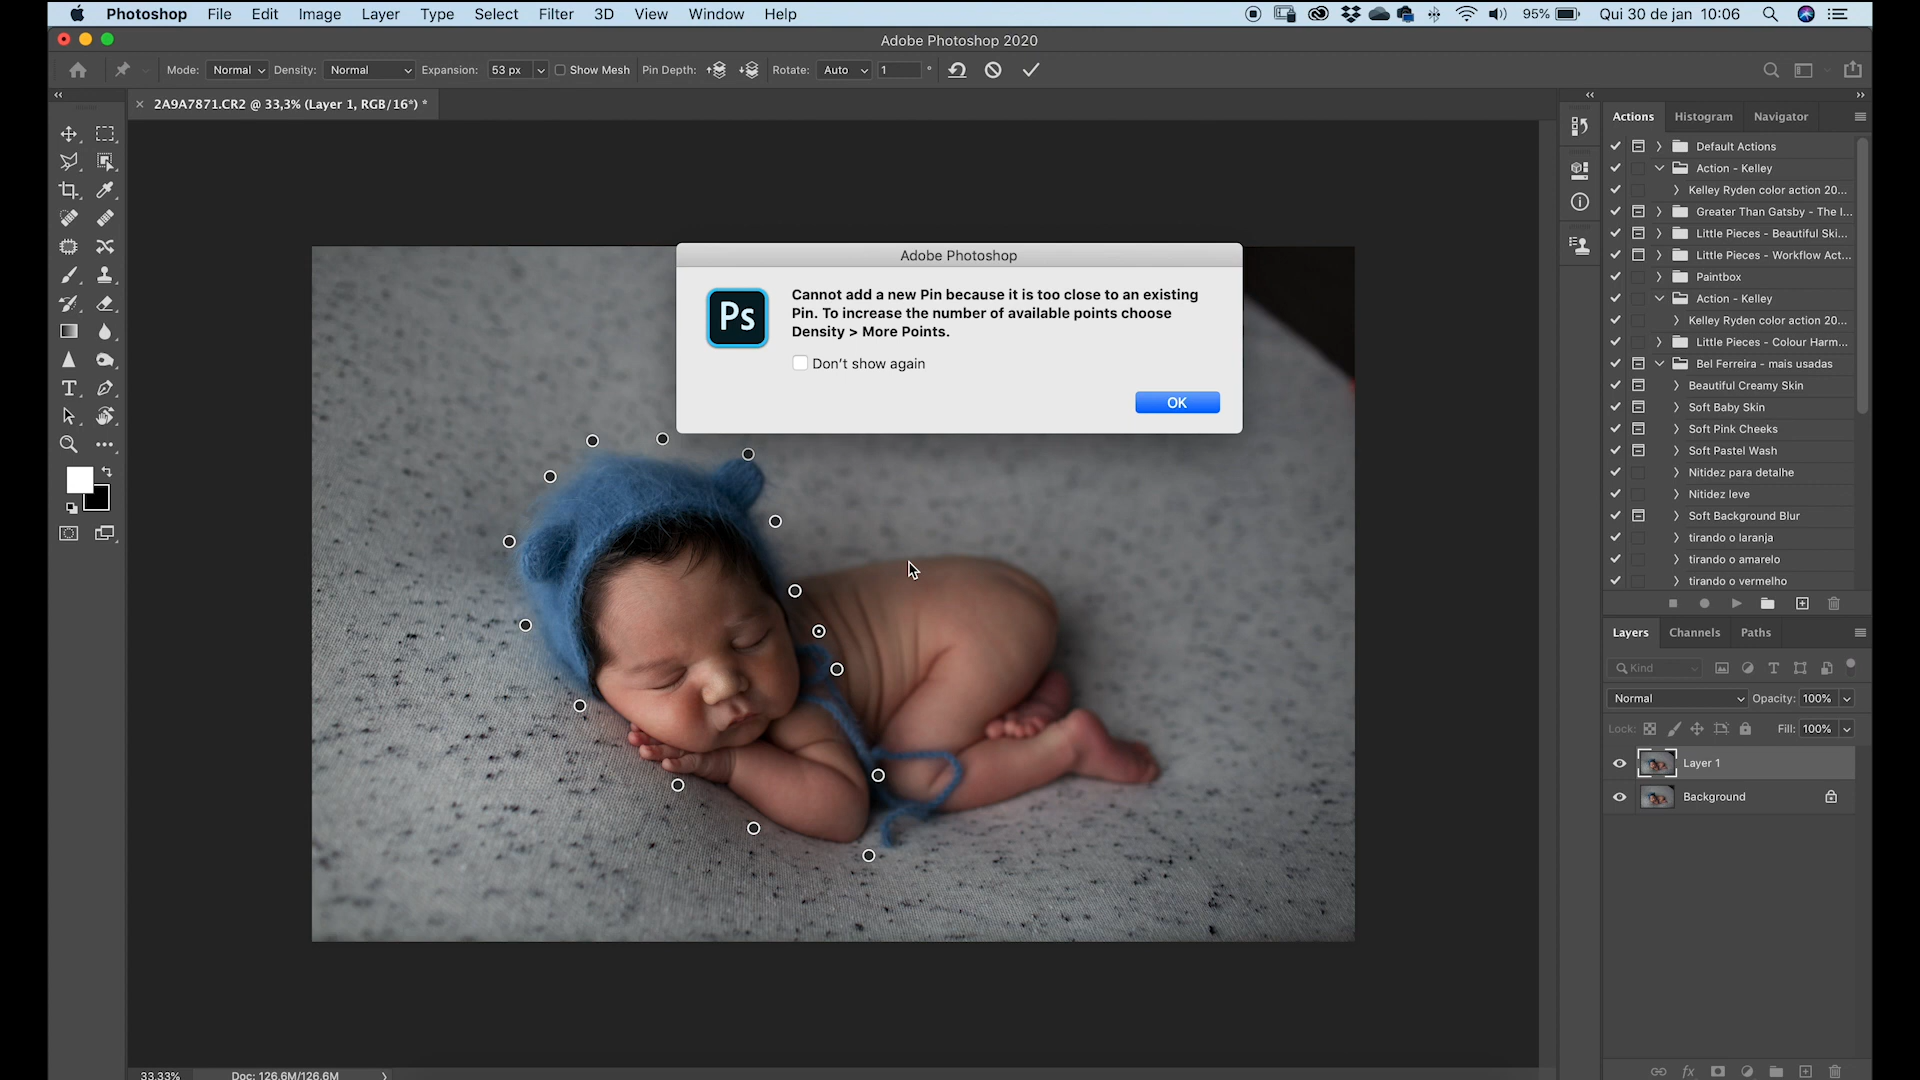 Photoshop File Edit Image Layer Type Select Filter 3D View Window Help 95% Qui 30 de jan 10:06
Adobe Photoshop 2020
Mode: Normal Density: Normal Expansion: 53 px Show Mesh Pin Depth: Rotate: Auto 1 °
2A9A7871.CR2 @ 33,3% (Layer 1, RGB/16*) *
Actions Histogram Navigator
Default Actions
Action - Kelley
Kelley Ryden color action 20...
Greater Than Gatsby - The I...
Little Pieces - Beautiful Ski...
Little Pieces - Workflow Act...
Paintbox
Action - Kelley
Kelley Ryden color action 20...
Little Pieces - Colour Harm...
Bel Ferreira - mais usadas
Beautiful Creamy Skin
Soft Baby Skin
Soft Pink Cheeks
Soft Pastel Wash
Nitidez para detalhe
Nitidez leve
Soft Background Blur
tirando o laranja
tirando o amarelo
tirando o vermelho
Adobe Photoshop
Ps
Cannot add a new Pin because it is too close to an existing
Pin. To increase the number of available points choose
Density > More Points.
Don't show again
OK
Layers Channels Paths
Kind
Normal Opacity: 100%
Lock: Fill: 100%
Layer 1
Background
fx
33,33% Doc: 126,6M/126,6M